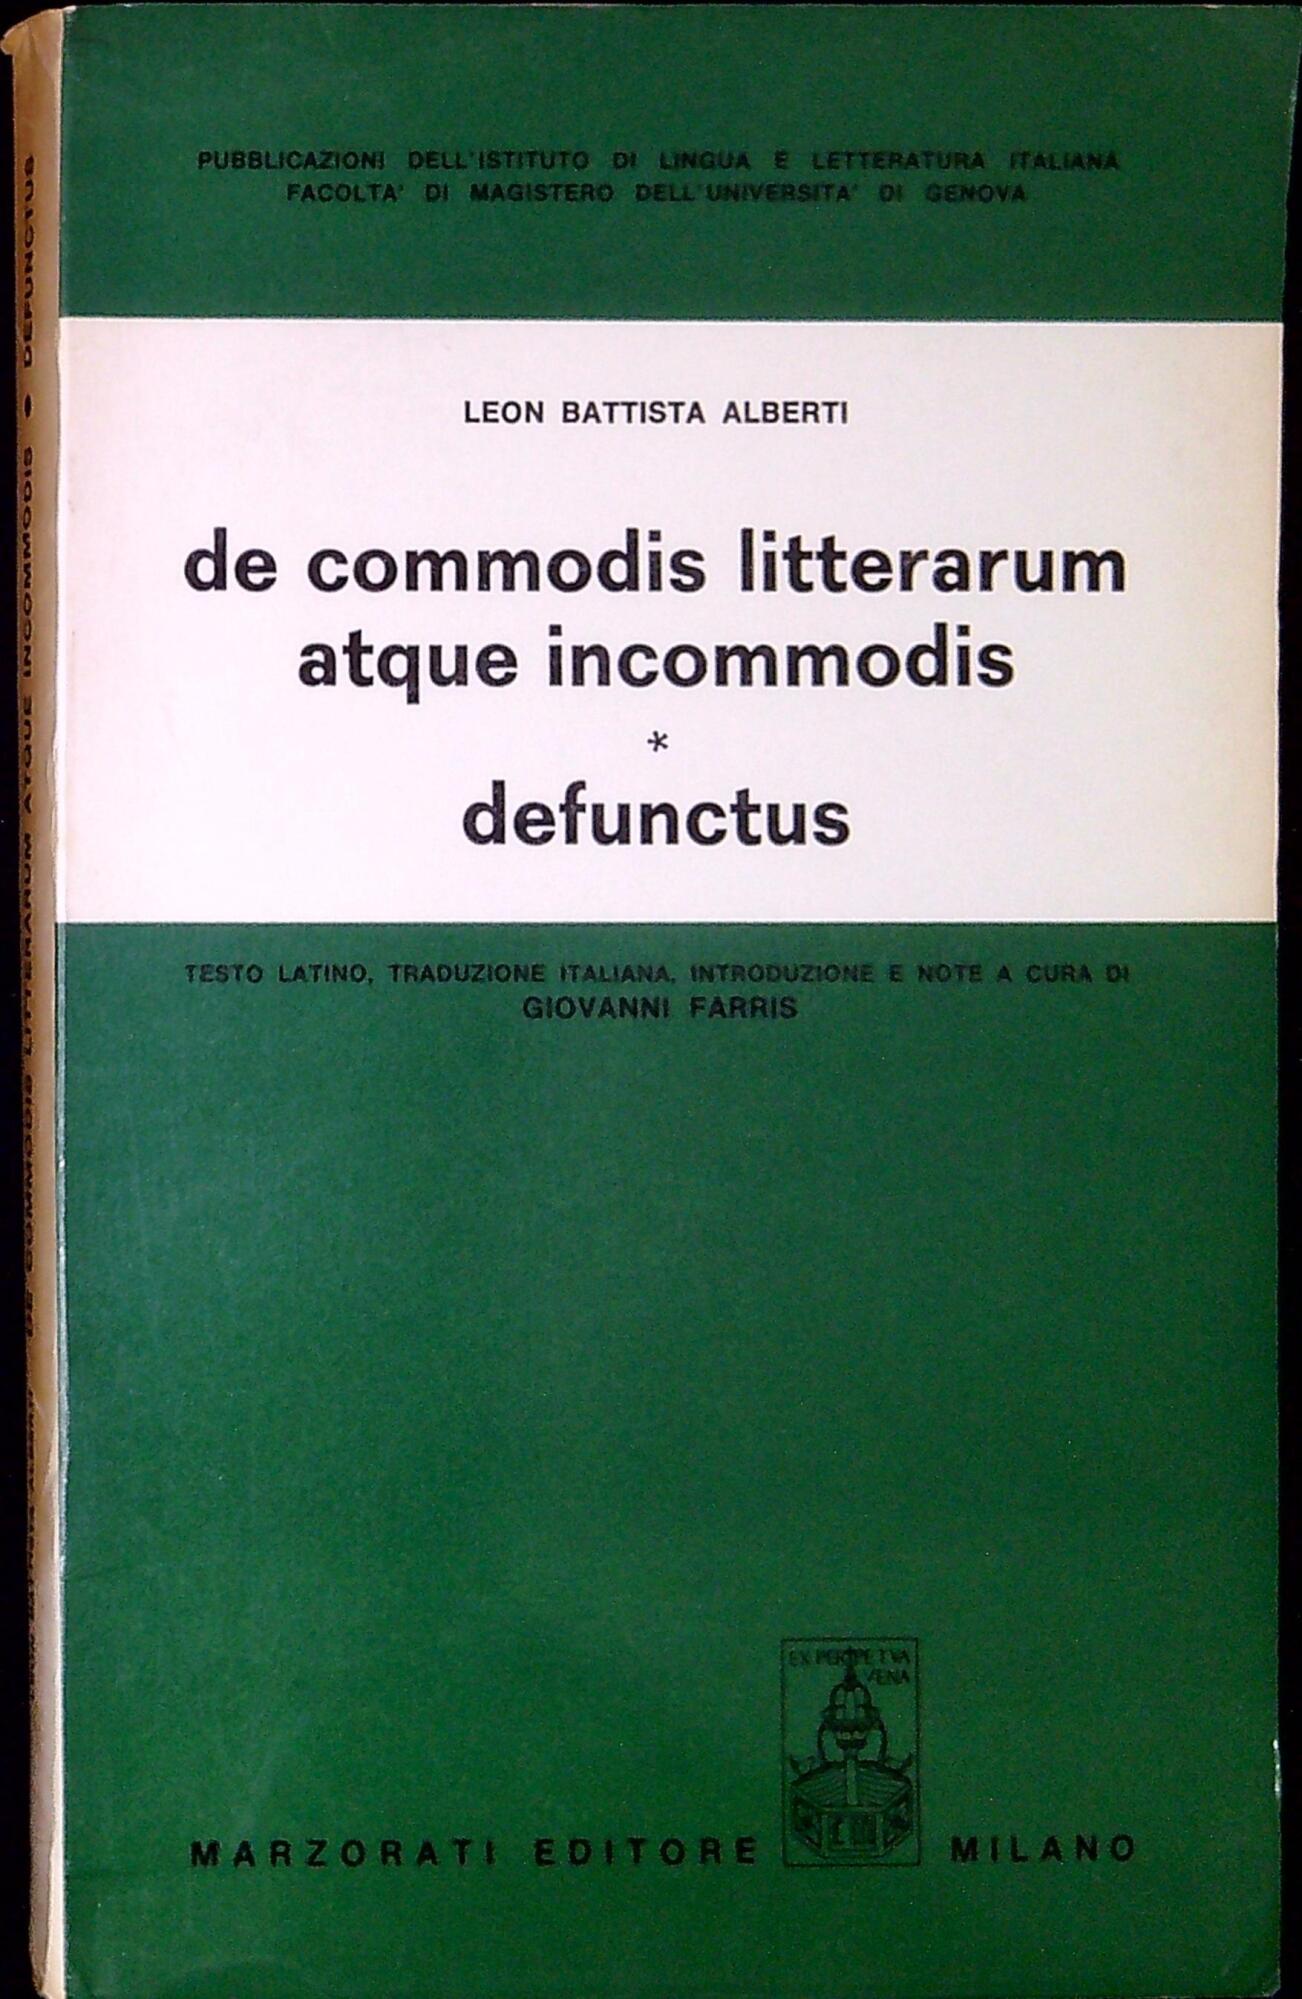 PUBBLICAZIONI DELL'ISTITUTO DI LINGUA E LETTERATURA ITALIANA
FACOLTA' DI MAGISTERO DELL'UNIVERSITA' DI GENOVA
LEON BATTISTA ALBERTI
de commodis litterarum
atque incommodis
*
defunctus
TESTO LATINO, TRADUZIONE ITALIANA, INTRODUZIONE E NOTE A CURA DI
GIOVANNI FARRIS
EX PERPETVA
VENA
MARZORATI EDITORE MILANO
DE COMMODIS LITTERARUM ATQUE INCOMMODIS • DEFUNCTUS